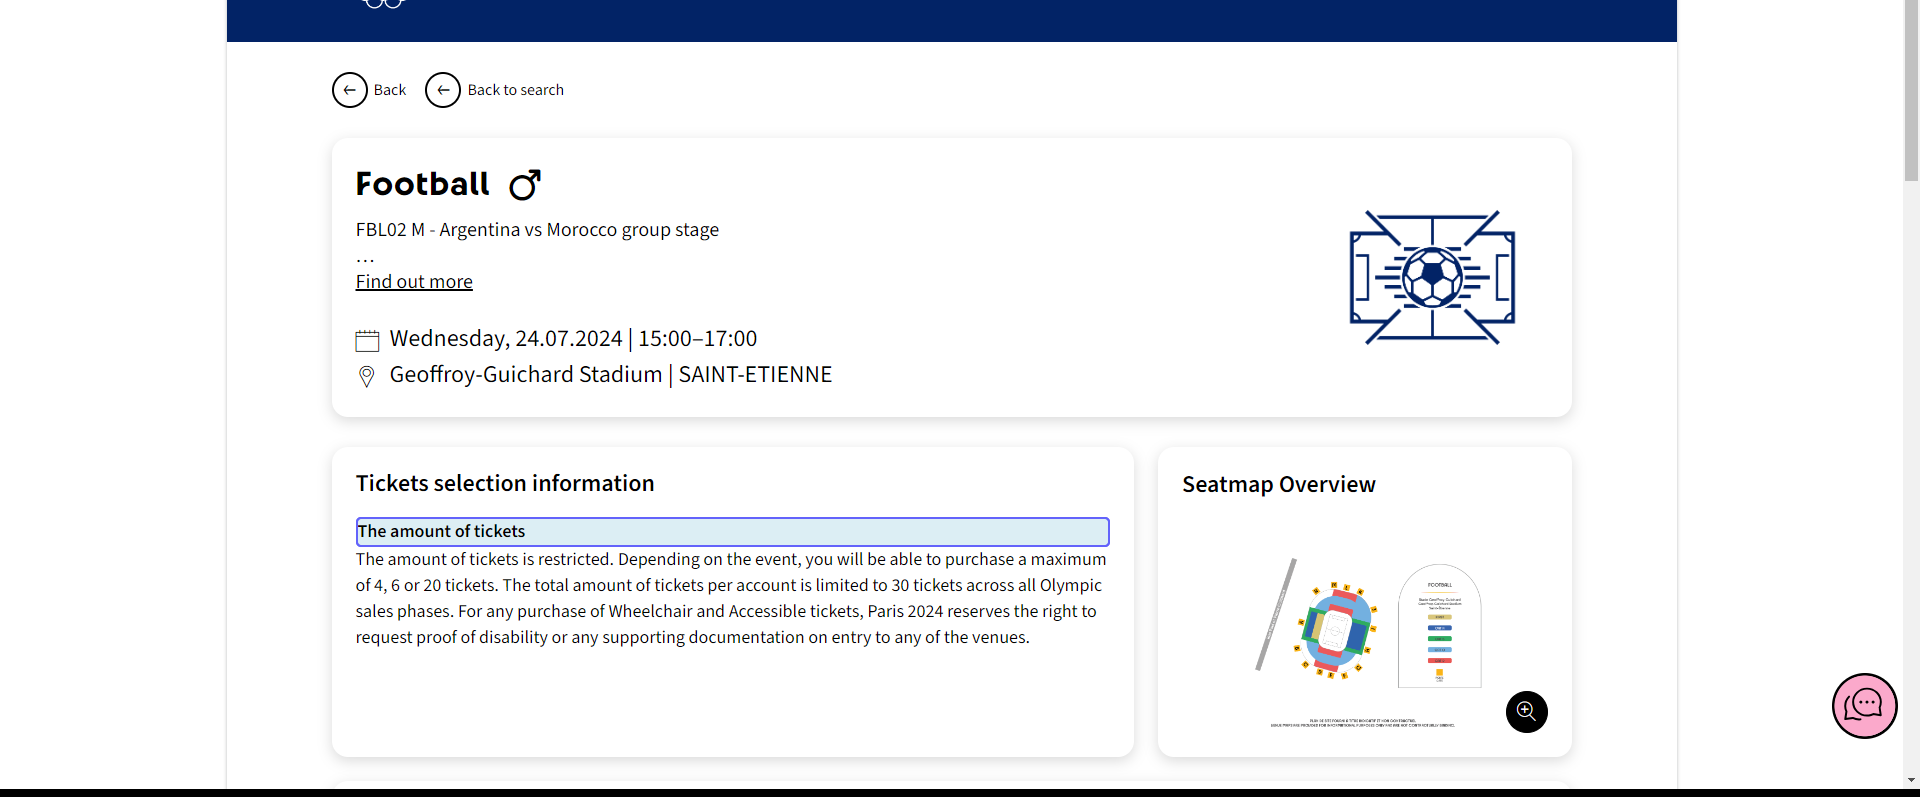 Back
Back to search
Football
FBL02 M - Argentina vs Morocco group stage
...
Find out more
Wednesday, 24.07.2024 | 15:00–17:00
Geoffroy-Guichard Stadium | SAINT-ETIENNE
Tickets selection information
The amount of tickets
The amount of tickets is restricted. Depending on the event, you will be able to purchase a maximum
of 4, 6 or 20 tickets. The total amount of tickets per account is limited to 30 tickets across all Olympic
sales phases. For any purchase of Wheelchair and Accessible tickets, Paris 2024 reserves the right to
request proof of disability or any supporting documentation on entry to any of the venues.
Seatmap Overview
FOOTBALL